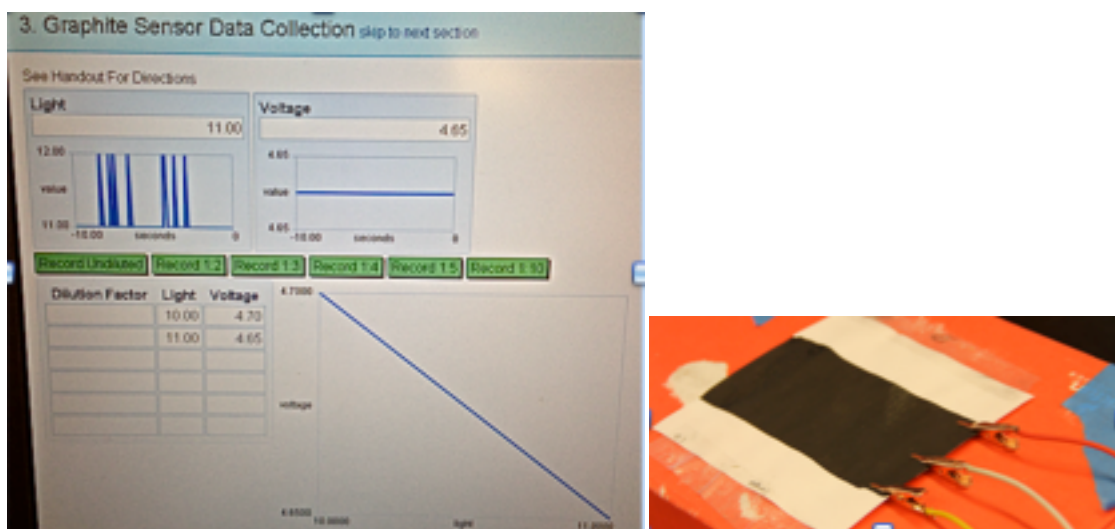 3. Graphite Sensor Data Collection skip to next section
See Handout For Directions
Light
11.00
12.00
value
11.00
-10.00 seconds 0
Voltage
4.65
4.65
value
4.65
-10.00 seconds 0
Record Undiluted Record 1:2 Record 1:3 Record 1:4 Record 1:5 Record 1:10
Dilution Factor Light Voltage
10.00 4.70
11.00 4.65
4.7000
voltage
4.6500
10.0000 light 11.0000